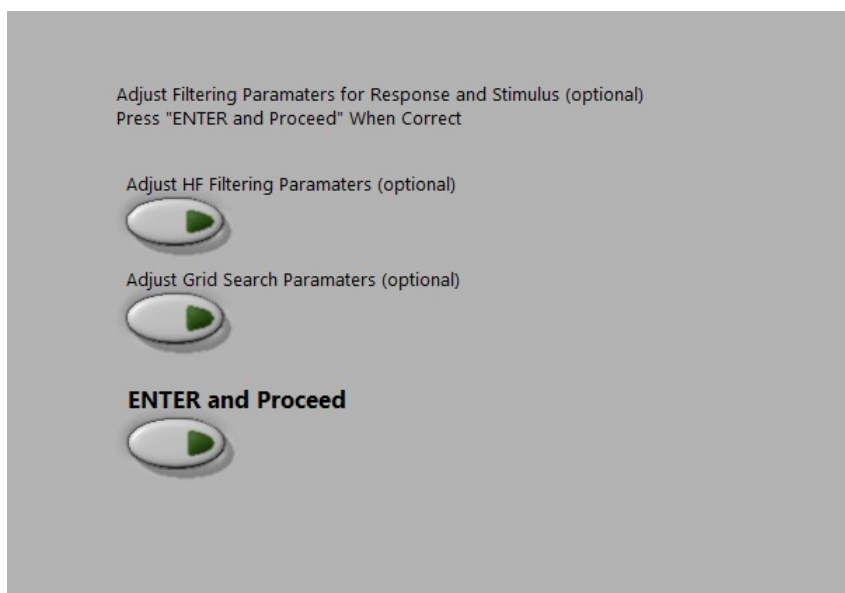 Adjust Filtering Paramaters for Response and Stimulus (optional)
Press "ENTER and Proceed" When Correct
Adjust HF Filtering Paramaters (optional)
Adjust Grid Search Paramaters (optional)
ENTER and Proceed